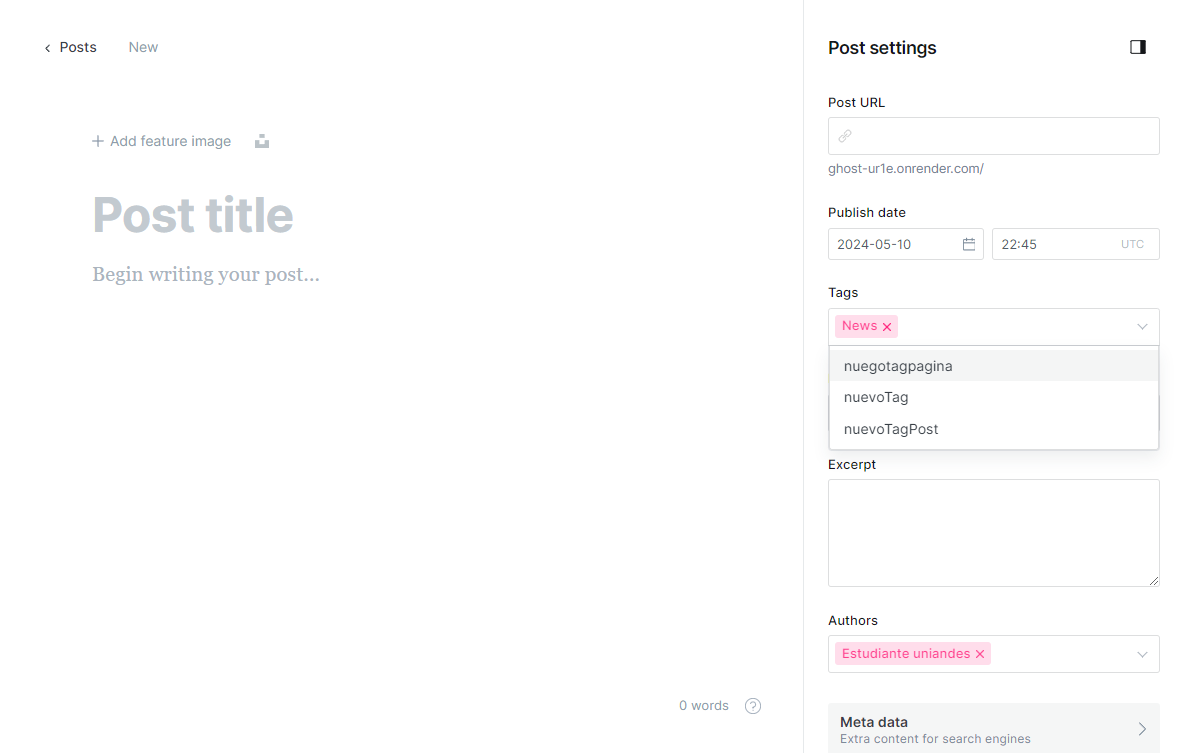 Posts New
Add feature image
Post title
Begin writing your post...
0 words
Post settings
Post URL
ghost-ur1e.onrender.com/
Publish date
2024-05-10 22:45 UTC
Tags
News
nuegotagpagina
nuevoTag
nuevoTagPost
Excerpt
Authors
Estudiante uniandes
Meta data
Extra content for search engines